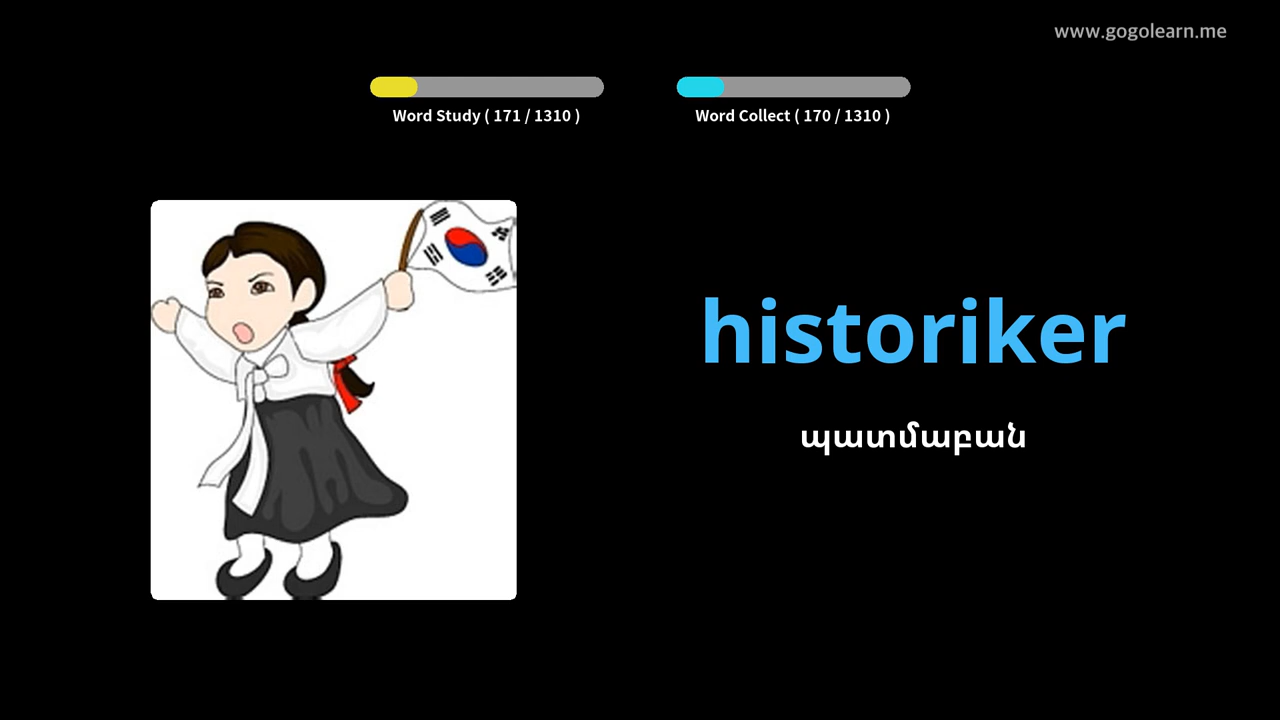 www.gogolearn.me
Word Study ( 171 / 1310 )
Word Collect ( 170 / 1310 )
historiker
պատմաբան